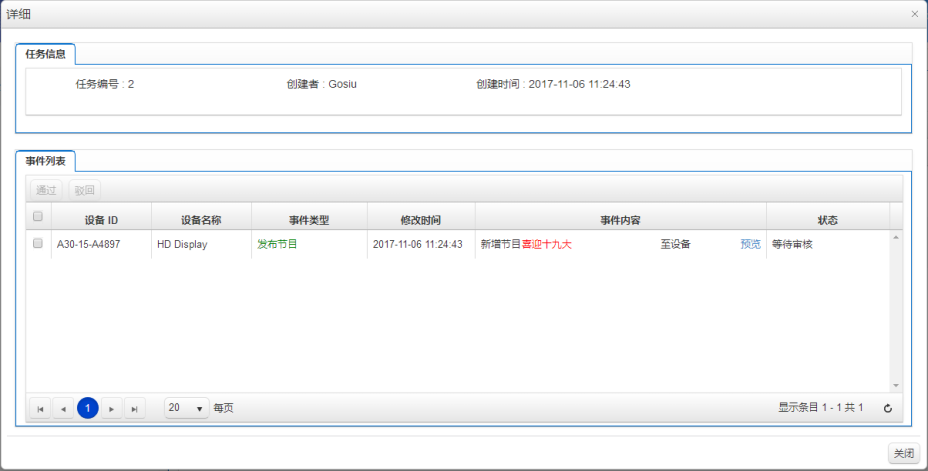 详细
任务信息
任务编号 : 2 创建者 : Gosiu 创建时间 : 2017-11-06 11:24:43
事件列表
通过 驳回
设备 ID 设备名称 事件类型 修改时间 事件内容 状态
A30-15-A4897 HD Display 发布节目 2017-11-06 11:24:43 新增节目喜迎十九大 至设备 预览 等待审核
1 20 每页 显示条目 1 - 1 共 1
关闭